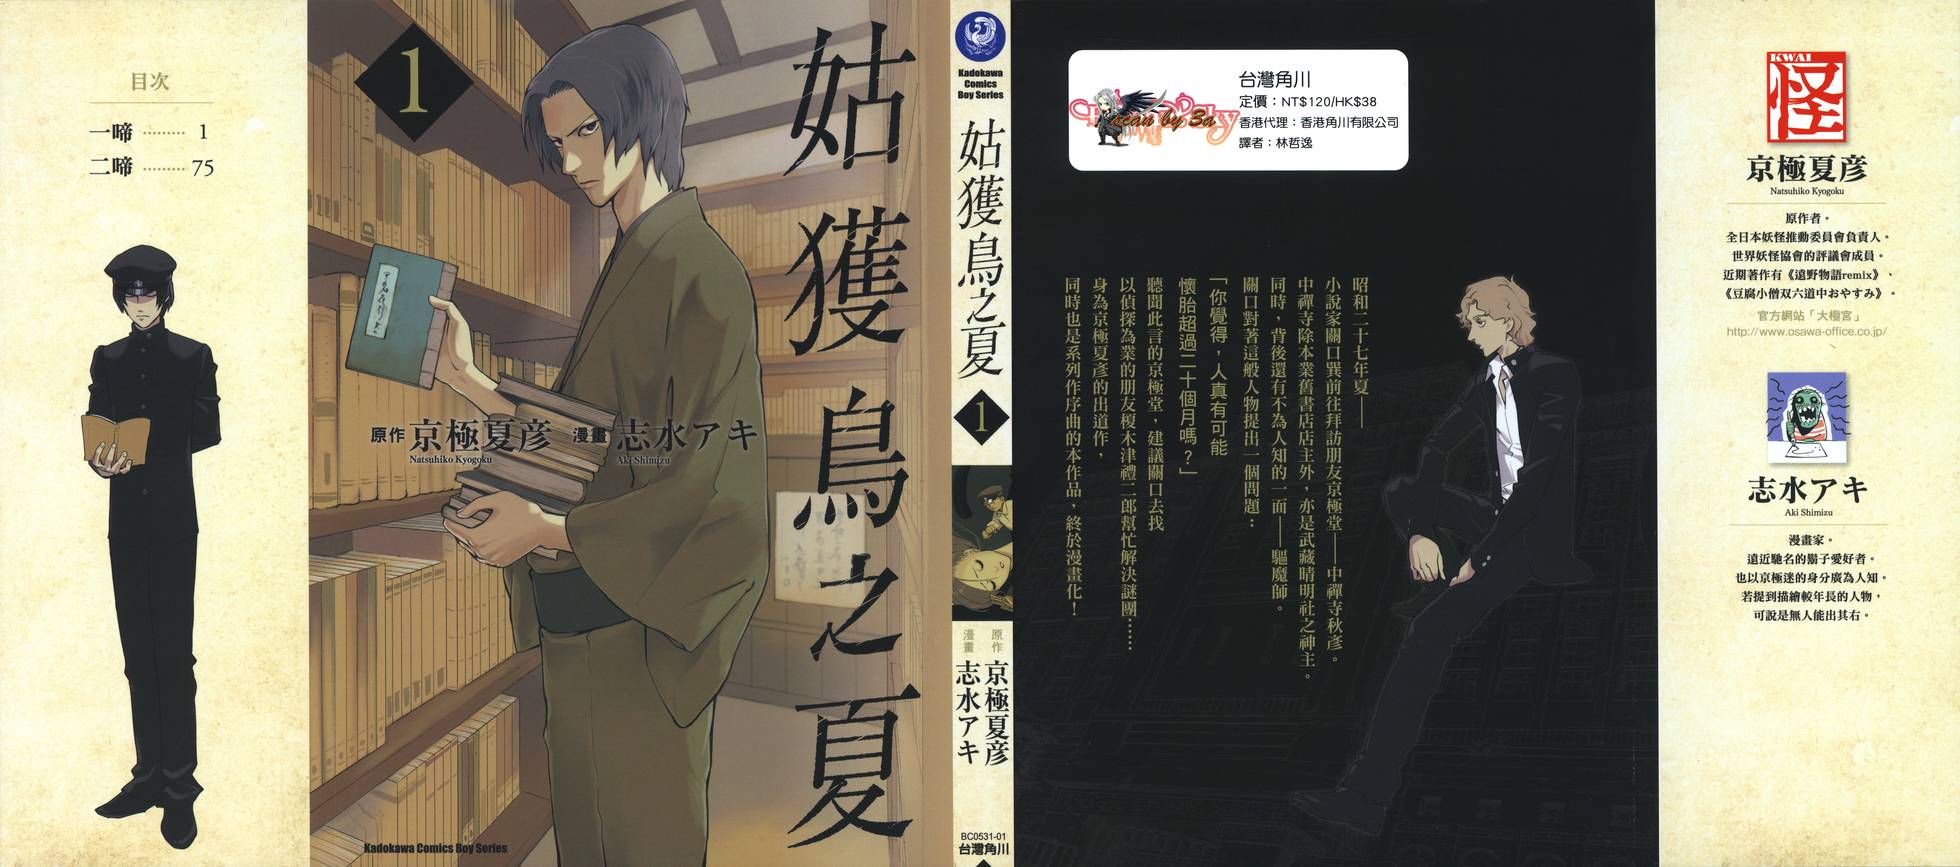 目次
一啼 ……… 1
二啼 ……… 75
1
姑獲鳥之夏
原作 京極夏彦 漫畫 志水アキ
Natsuhiko Kyogoku Aki Shimizu
Kadokawa Comics Boy Series
Kadokawa
Comics
Boy Series
姑獲鳥之夏
1
原作 京極夏彦
漫畫 志水アキ
BC0531-01
台灣角川
scan by 3a
台灣角川
定價：NT$120/HK$38
香港代理：香港角川有限公司
譯者：林哲逸
昭和二十七年夏——
小說家關口巽前往拜訪朋友京極堂——中禪寺秋彥。
中禪寺除本業舊書店店主外，亦是武藏晴明社之神主。
同時，背後還有不為人知的一面——驅魔師。
關口對著這般人物提出一個問題：
「你覺得，人真有可能
懷胎超過二十個月嗎？」
聽聞此言的京極堂，建議關口去找
以偵探為業的朋友榎木津禮二郎幫忙解決謎團……
身為京極夏彥的出道作，
同時也是系列作序曲的本作品，終於漫畫化！
KWAI
怪
京極夏彦
Natsuhiko Kyogoku
原作者。
全日本妖怪推動委員會負責人。
世界妖怪協會的評議會成員。
近期著作有《遠野物語remix》、
《豆腐小僧双六道中おやすみ》。
官方網站「大極宮」
http://www.osawa-office.co.jp/
志水アキ
Aki Shimizu
漫畫家。
遠近馳名的鬍子愛好者。
也以京極迷的身分廣為人知。
若提到描繪較年長的人物，
可說是無人能出其右。